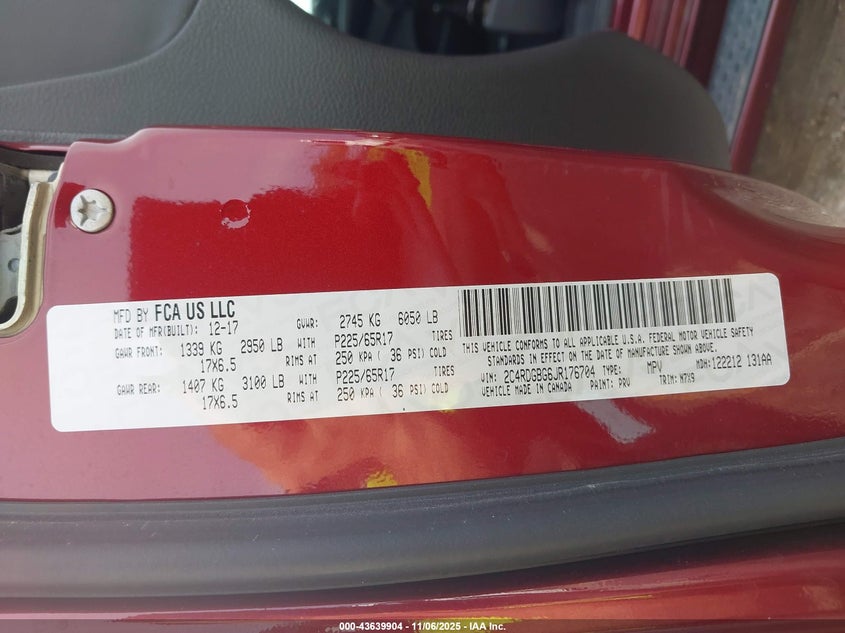 MFD BY FCA US LLC
DATE OF MFR(BUILT): 12-17 GVWR: 2745 KG 6050 LB
GAWR FRONT: 1339 KG 2950 LB WITH P225/65R17 TIRES
17X6.5 RIMS AT 250 KPA ( 36 PSI) COLD
GAWR REAR: 1407 KG 3100 LB WITH P225/65R17 TIRES
17X6.5 RIMS AT 250 KPA ( 36 PSI) COLD
THIS VEHICLE CONFORMS TO ALL APPLICABLE U.S.A. FEDERAL MOTOR VEHICLE SAFETY
STANDARDS IN EFFECT ON THE DATE OF MANUFACTURE SHOWN ABOVE.
VIN: 2C4RDGBG6JR176704 TYPE: MPV MDH: 122212 131AA
VEHICLE MADE IN CANADA PAINT: PRV TRIM: M7X9
000-43639904 - 11/06/2025 - IAA Inc.